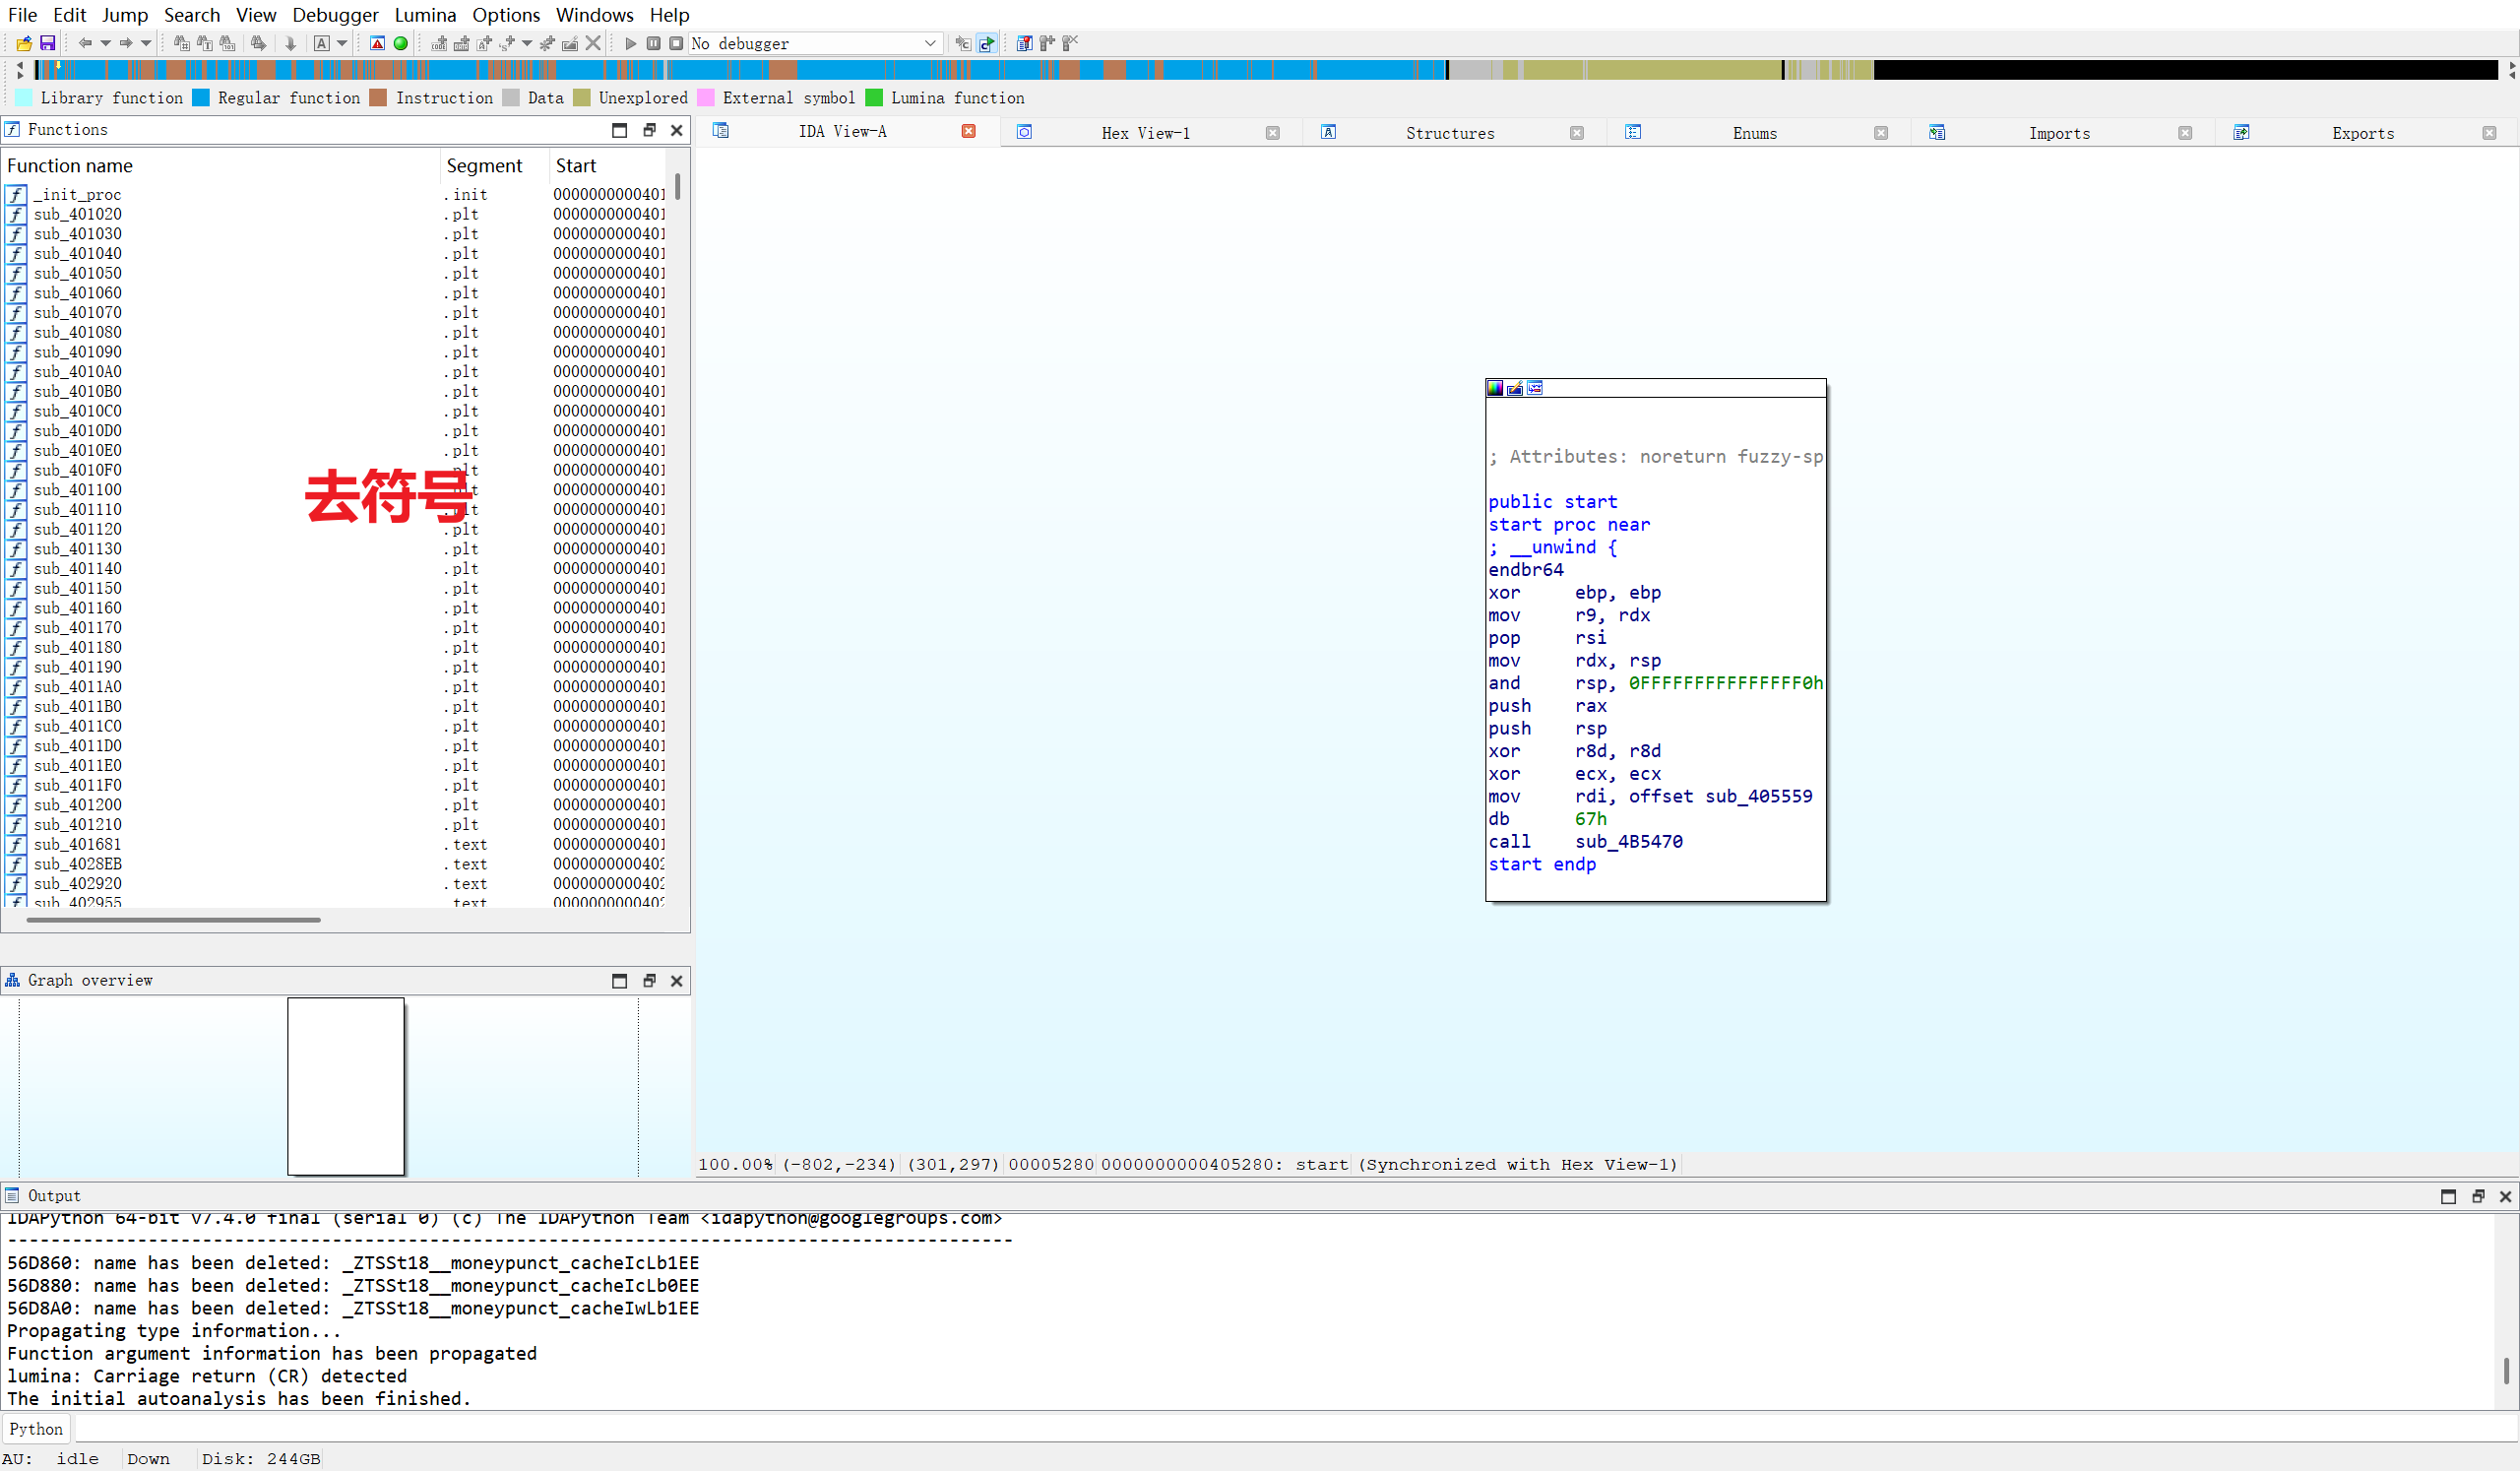 File Edit Jump Search View Debugger Lumina Options Windows Help
No debugger
Library function Regular function Instruction Data Unexplored External symbol Lumina function
Functions
Function name Segment Start
_init_proc .init 0000000000401
sub_401020 .plt 0000000000401
sub_401030 .plt 0000000000401
sub_401040 .plt 0000000000401
sub_401050 .plt 0000000000401
sub_401060 .plt 0000000000401
sub_401070 .plt 0000000000401
sub_401080 .plt 0000000000401
sub_401090 .plt 0000000000401
sub_4010A0 .plt 0000000000401
sub_4010B0 .plt 0000000000401
sub_4010C0 .plt 0000000000401
sub_4010D0 .plt 0000000000401
sub_4010E0 .plt 0000000000401
sub_4010F0 .plt 0000000000401
去符号
sub_401100 .plt 0000000000401
sub_401110 .plt 0000000000401
sub_401120 .plt 0000000000401
sub_401130 .plt 0000000000401
sub_401140 .plt 0000000000401
sub_401150 .plt 0000000000401
sub_401160 .plt 0000000000401
sub_401170 .plt 0000000000401
sub_401180 .plt 0000000000401
sub_401190 .plt 0000000000401
sub_4011A0 .plt 0000000000401
sub_4011B0 .plt 0000000000401
sub_4011C0 .plt 0000000000401
sub_4011D0 .plt 0000000000401
sub_4011E0 .plt 0000000000401
sub_4011F0 .plt 0000000000401
sub_401200 .plt 0000000000401
sub_401210 .plt 0000000000401
sub_401681 .text 0000000000401
sub_4028EB .text 0000000000402
sub_402920 .text 0000000000402
sub_402955 .text 0000000000402
Graph overview
IDA View-A Hex View-1 Structures Enums Imports Exports
; Attributes: noreturn fuzzy-sp
public start
start proc near
; __unwind {
endbr64
xor ebp, ebp
mov r9, rdx
pop rsi
mov rdx, rsp
and rsp, 0FFFFFFFFFFFFFFF0h
push rax
push rsp
xor r8d, r8d
xor ecx, ecx
mov rdi, offset sub_405559
db 67h
call sub_4B5470
start endp
100.00% (-802,-234) (301,297) 00005280 0000000000405280: start (Synchronized with Hex View-1)
Output
IDAPython 64-bit v7.4.0 final (serial 0) (c) The IDAPython Team <idapython@googlegroups.com>
---------------------------------------------------------------------------------------------
56D860: name has been deleted: _ZTSSt18__moneypunct_cacheIcLb1EE
56D880: name has been deleted: _ZTSSt18__moneypunct_cacheIcLb0EE
56D8A0: name has been deleted: _ZTSSt18__moneypunct_cacheIwLb1EE
Propagating type information...
Function argument information has been propagated
lumina: Carriage return (CR) detected
The initial autoanalysis has been finished.
Python
AU: idle Down Disk: 244GB